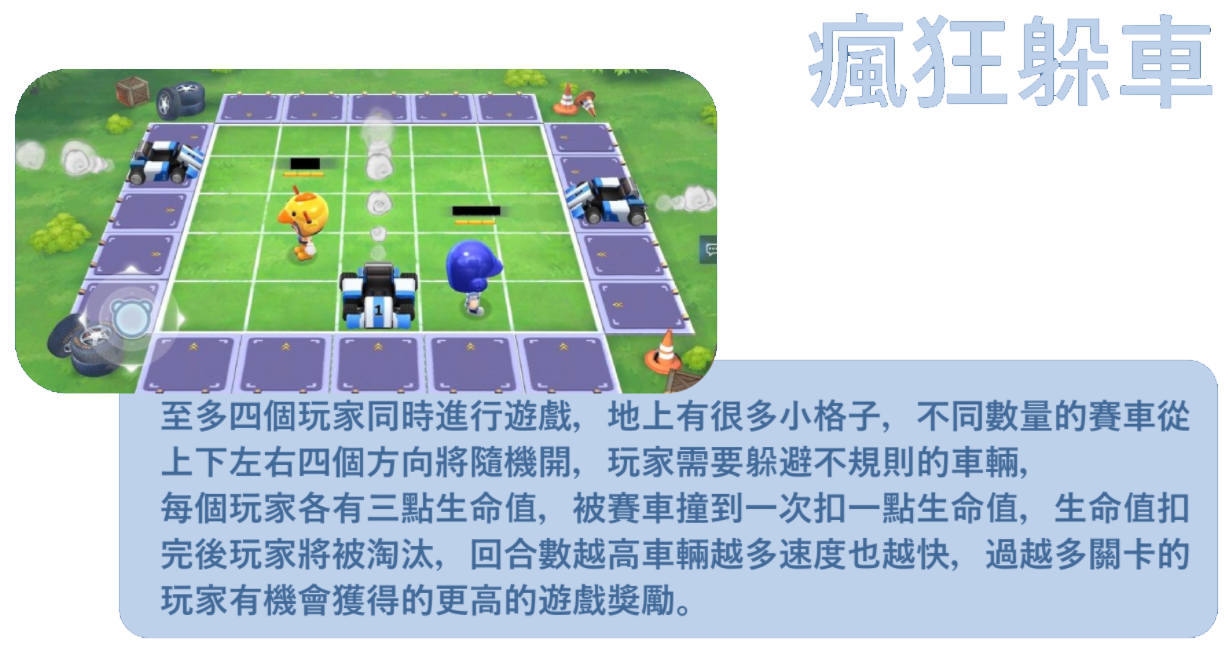 瘋狂躲車
1
至多四個玩家同時進行遊戲，地上有很多小格子，不同數量的賽車從
上下左右四個方向將隨機開，玩家需要躲避不規則的車輛，
每個玩家各有三點生命值，被賽車撞到一次扣一點生命值，生命值扣
完後玩家將被淘汰，回合數越高車輛越多速度也越快，過越多關卡的
玩家有機會獲得的更高的遊戲獎勵。